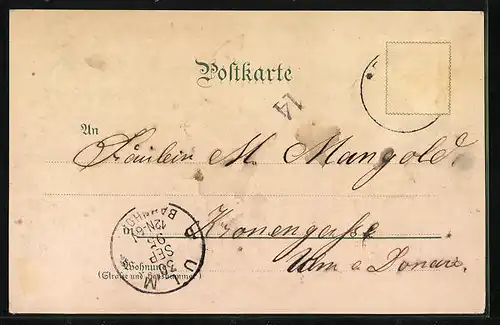 Postkarte
14
An
Fräulein M. Mangold.
Kronengasse
Ulm a Donau.
Wohnung
(Straße und Hausnummer)
ULM
BAHNHOF
SEP